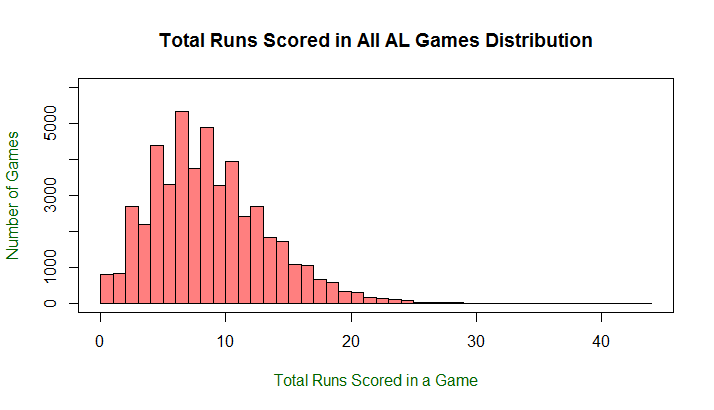 Total Runs Scored in All AL Games Distribution
Number of Games
5000
3000
1000
0
0 10 20 30 40
Total Runs Scored in a Game